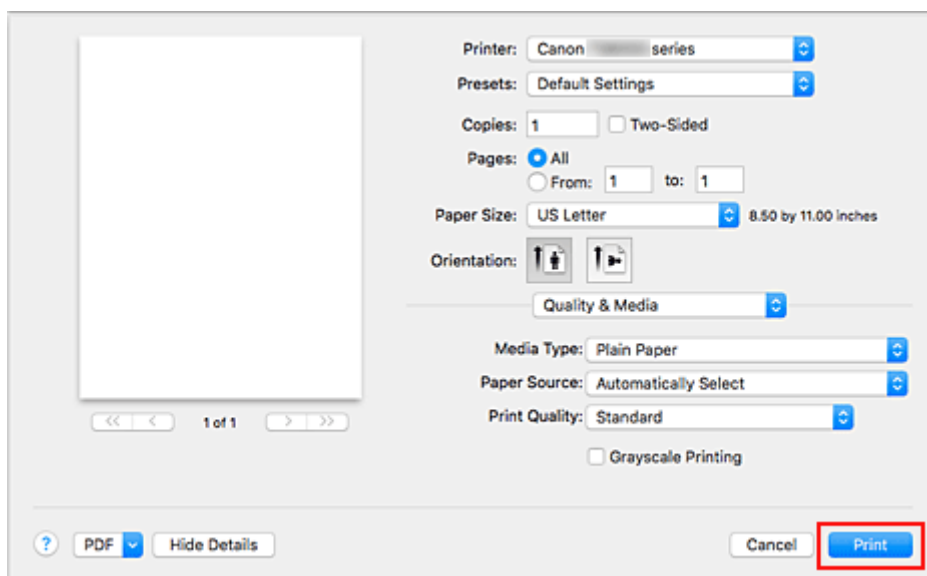 Printer: Canon series
Presets: Default Settings
Copies: 1 Two-Sided
Pages: All
From: 1 to: 1
Paper Size: US Letter 8.50 by 11.00 inches
Orientation:
Quality & Media
Media Type: Plain Paper
Paper Source: Automatically Select
Print Quality: Standard
Grayscale Printing
<< < 1 of 1 > >>
? PDF Hide Details Cancel Print